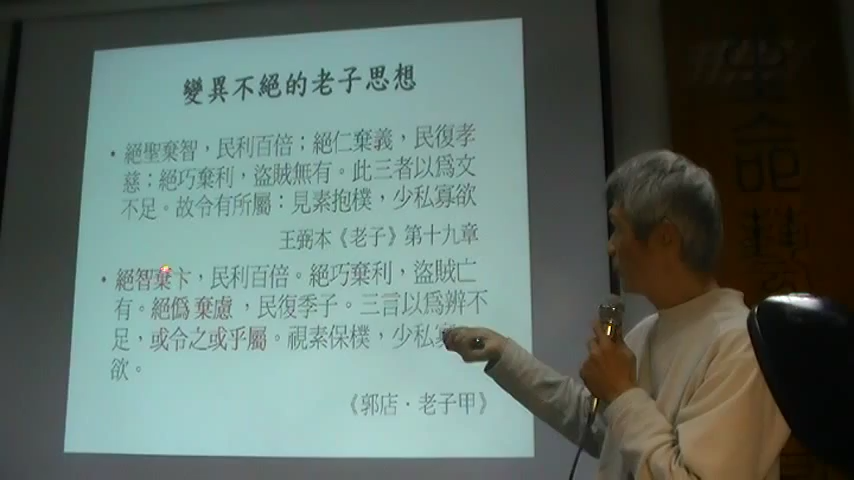 變異不絕的老子思想
• 絕聖棄智，民利百倍；絕仁棄義，民復孝
慈；絕巧棄利，盜賊無有。此三者以為文
不足。故令有所屬：見素抱樸，少私寡欲
王弼本《老子》第十九章
• 絕智棄卞，民利百倍。絕巧棄利，盜賊亡
有。絕偽棄慮，民復季子。三言以為辨不
足，或令之或乎屬。視素保樸，少私寡
欲。
《郭店．老子甲》